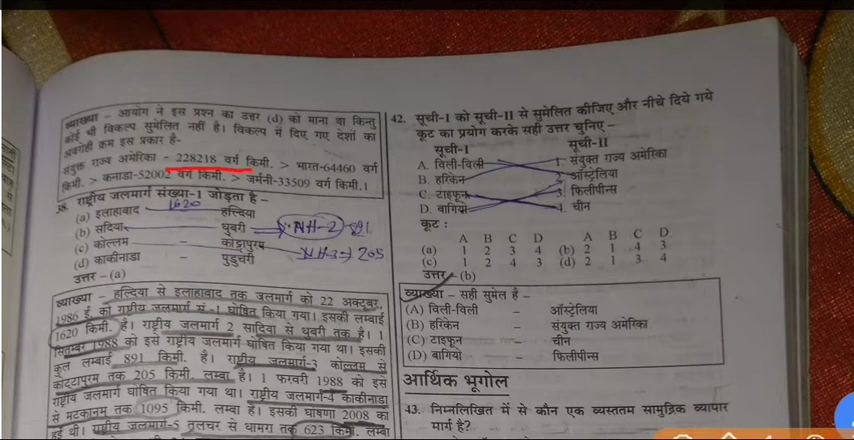 व्याख्या – आयोग ने इस प्रश्न का उत्तर (d) को माना था किन्तु
कोई भी विकल्प सुमेलित नहीं है। विकल्प में दिए गए देशों का
अवरोही क्रम इस प्रकार है-
संयुक्त राज्य अमेरिका - 228218 वर्ग किमी. > भारत-64460 वर्ग
किमी. > कनाडा-52002 वर्ग किमी. > जर्मनी-33509 वर्ग किमी.।
38. राष्ट्रीय जलमार्ग संख्या-1 जोड़ता है –
(a) इलाहाबाद 1620 हल्दिया
(b) सदिया – धुबरी NH-2 891
(c) कोल्लम – कोट्टापुरम NH-3 205
(d) काकीनाडा – पुडुचेरी
उत्तर – (a)
व्याख्या – हल्दिया से इलाहाबाद तक जलमार्ग को 22 अक्टूबर,
1986 ई. को राष्ट्रीय जलमार्ग सं.-1 घोषित किया गया। इसकी लम्बाई
1620 किमी. है। राष्ट्रीय जलमार्ग 2 सादिया से धुबरी तक है। 1
सितम्बर 1988 को इसे राष्ट्रीय जलमार्ग घोषित किया गया था। इसकी
कुल लम्बाई 891 किमी. है। राष्ट्रीय जलमार्ग-3 कोल्लम से
कोट्टापुरम तक 205 किमी. लम्बा है। 1 फरवरी 1988 को इसे
राष्ट्रीय जलमार्ग घोषित किया गया था। राष्ट्रीय जलमार्ग-4 काकीनाडा
से मटकानम् तक 1095 किमी. लम्बा है। इसकी घोषणा 2008 का
हुई थी। राष्ट्रीय जलमार्ग-5 तलचर से धामरा तक 623 किमी. लम्बा
42. सूची-I को सूची-II से सुमेलित कीजिए और नीचे दिये गये
कूट का प्रयोग करके सही उत्तर चुनिए –
सूची-I सूची-II
A. विली-विली 1. संयुक्त राज्य अमेरिका
B. हरिकेन 2. ऑस्ट्रेलिया
C. टाइफून 3. फिलीपीन्स
D. बागियो 4. चीन
कूट :
A B C D A B C D
(a) 1 2 3 4 (b) 2 1 4 3
(c) 1 2 4 3 (d) 2 1 3 4
उत्तर – (b)
व्याख्या – सही सुमेल है –
(A) विली-विली – ऑस्ट्रेलिया
(B) हरिकेन – संयुक्त राज्य अमेरिका
(C) टाइफून – चीन
(D) बागियो – फिलिपीन्स
आर्थिक भूगोल
43. निम्नलिखित में से कौन एक व्यस्ततम सामुद्रिक व्यापार
मार्ग है?